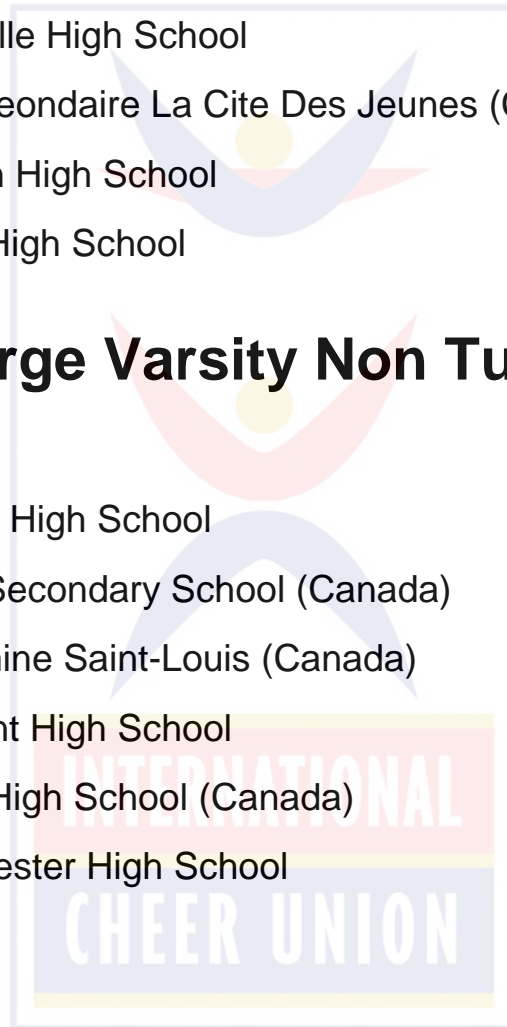 lle High School
eondaire La Cite Des Jeunes (
High School
High School
rge Varsity Non Tu
High School
Secondary School (Canada)
ine Saint-Louis (Canada)
nt High School
High School (Canada)
ester High School
INTERNATIONAL
CHEER UNION